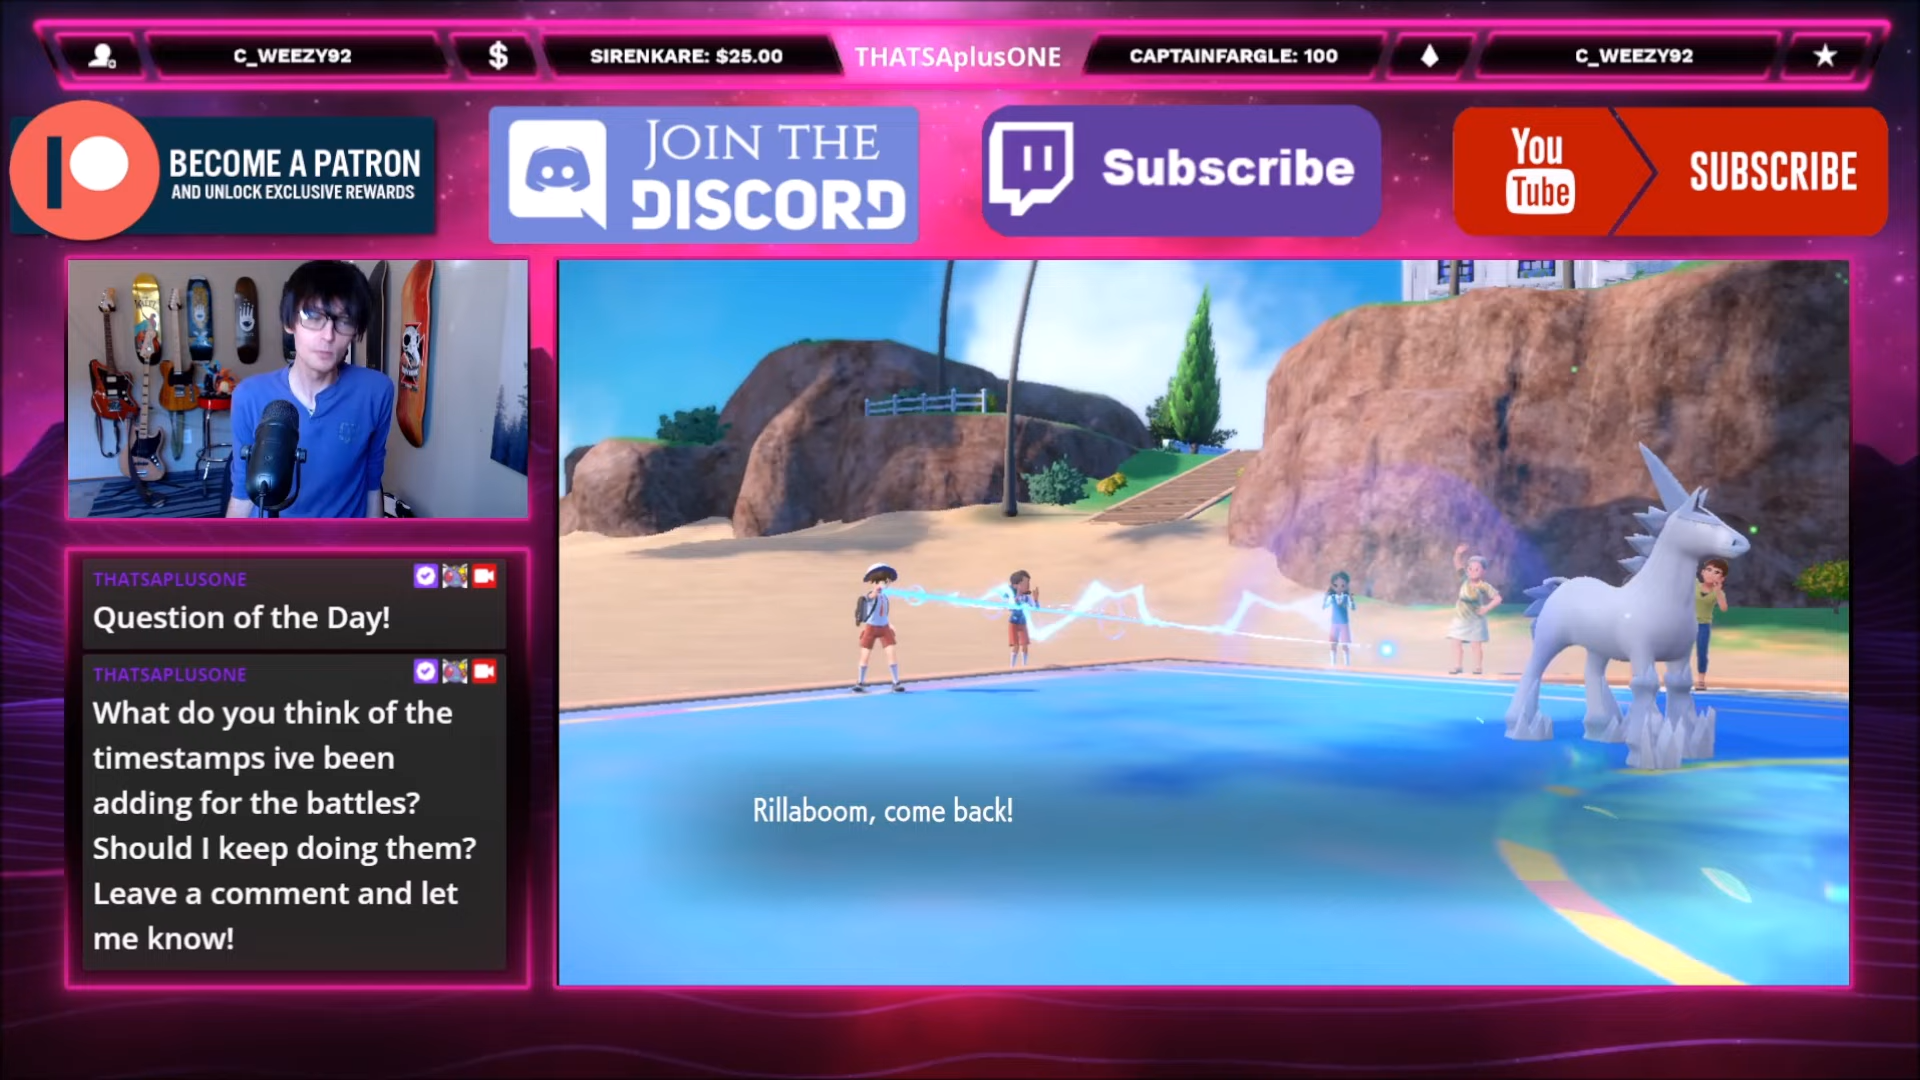 C_WEEZY92
$
SIRENKARE: $25.00
THATSAplusONE
CAPTAINFARGLE: 100
C_WEEZY92
BECOME A PATRON
AND UNLOCK EXCLUSIVE REWARDS
JOIN THE
DISCORD
Subscribe
You
Tube
SUBSCRIBE
THATSAPLUSONE
Question of the Day!
THATSAPLUSONE
What do you think of the
timestamps ive been
adding for the battles?
Should I keep doing them?
Leave a comment and let
me know!
Rillaboom, come back!